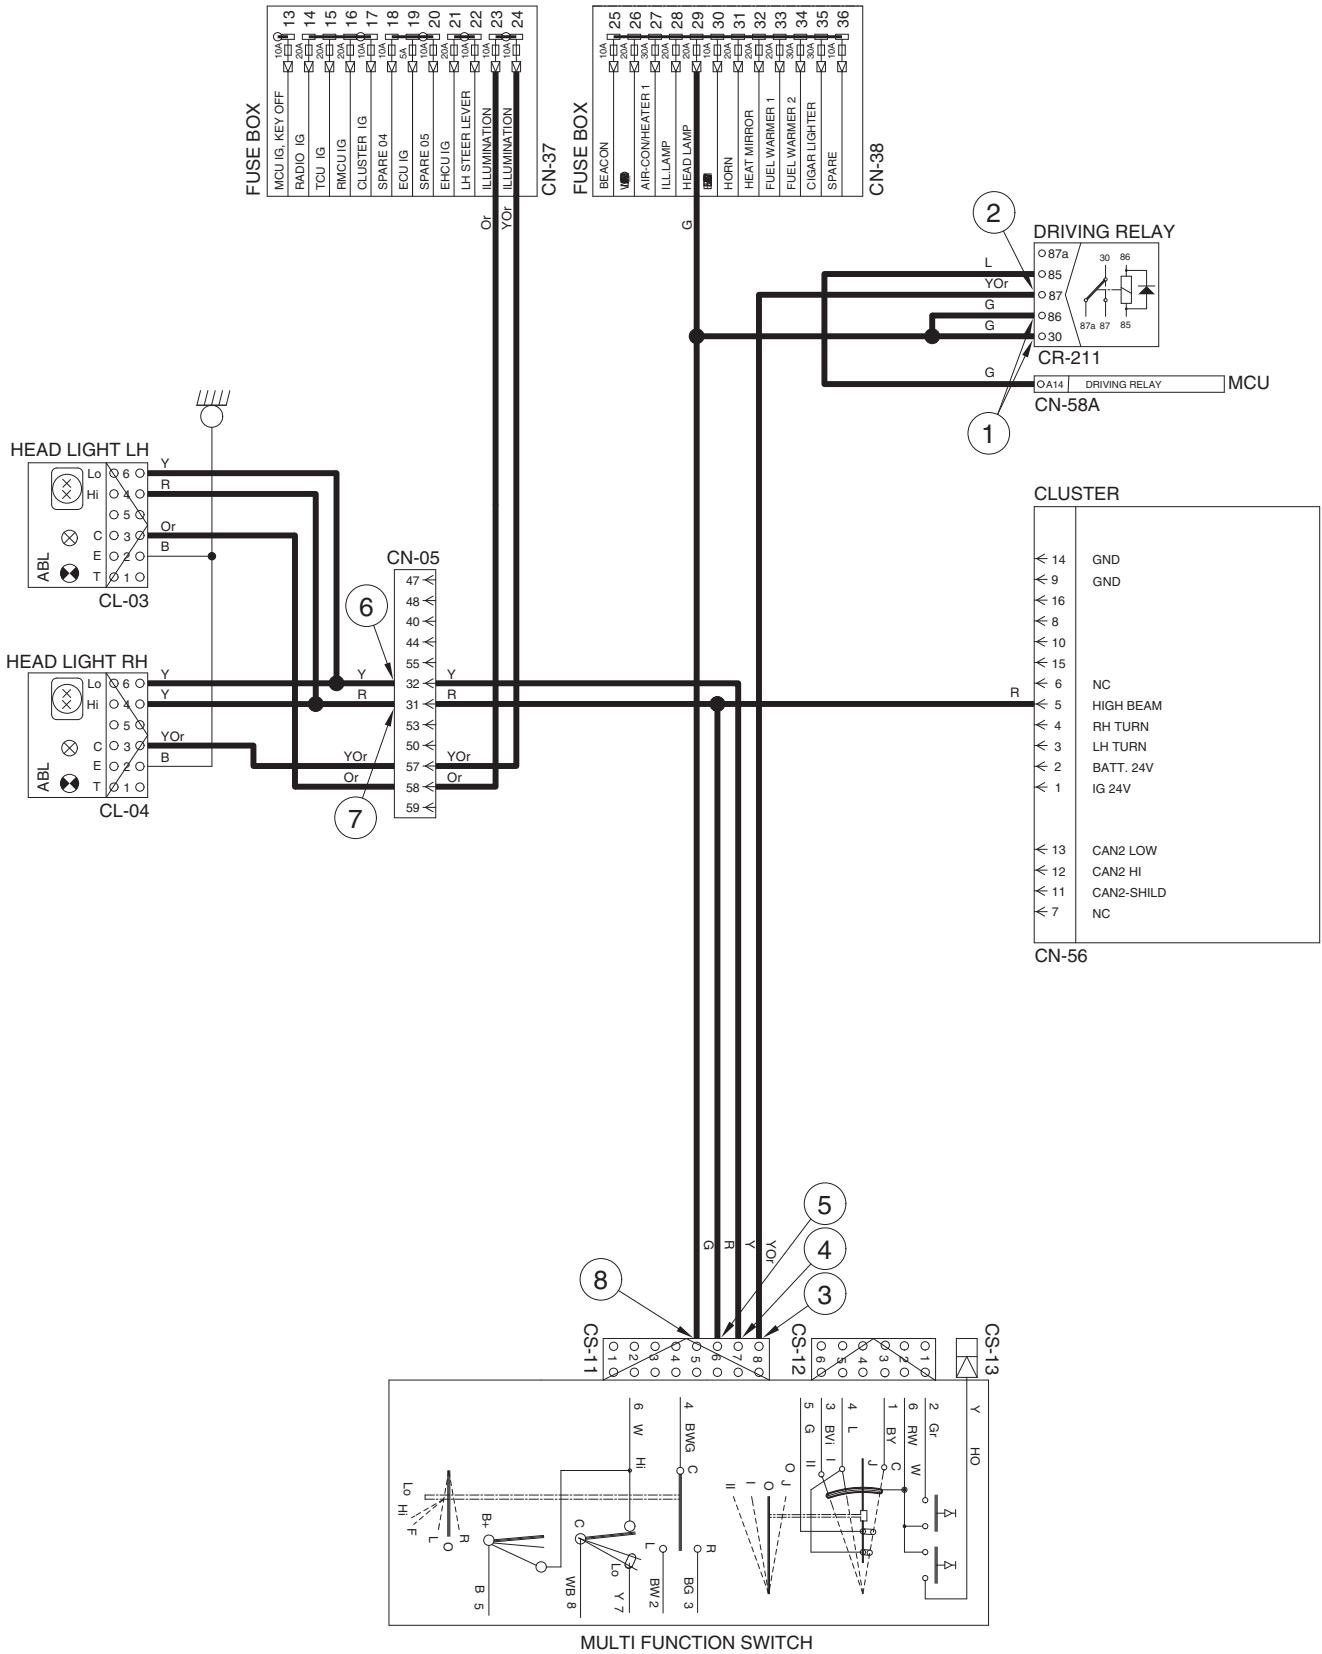 FUSE BOX
13 14 15 16 17 18 19 20 21 22 23 24
10A 20A 20A 20A 10A 10A 5A 10A 20A 10A 10A 10A
MCU IG, KEY OFF
RADIO IG
TCU IG
RMCU IG
CLUSTER IG
SPARE 04
ECU IG
SPARE 05
EHCU IG
LH STEER LEVER
ILLUMINATION
ILLUMINATION
CN-37
Or
YOr
FUSE BOX
25 26 27 28 29 30 31 32 33 34 35 36
10A 20A 30A 20A 20A 10A 20A 20A 20A 30A 30A 10A
BEACON
AIR-CON/HEATER 1
ILL.LAMP
HEAD LAMP
HORN
HEAT MIRROR
FUEL WARMER 1
FUEL WARMER 2
CIGAR LIGHTER
SPARE
CN-38
G
2
DRIVING RELAY
87a
L
85
YOr
87
G
86
G
30
30 86
87a 87 85
CR-211
G
A14 DRIVING RELAY
MCU
CN-58A
1
HEAD LIGHT LH
Lo 6 Y
Hi 4 R
5
C 3 Or
E 2 B
T 1
ABL
CL-03
HEAD LIGHT RH
Lo 6 Y
Hi 4 Y
5
C 3 YOr
E 2 B
T 1
ABL
CL-04
CN-05
47
48
40
44
55
Y 32 Y
R 31 R
53
50
YOr 57 YOr
Or 58 Or
59
6
7
CLUSTER
14 GND
9 GND
16
8
10
15
6 NC
R 5 HIGH BEAM
4 RH TURN
3 LH TURN
2 BATT. 24V
1 IG 24V
13 CAN2 LOW
12 CAN2 HI
11 CAN2-SHILD
7 NC
CN-56
5
4
3
8
G R Y YOr
CS-11
1 2 3 4 5 6 7 8
CS-12
6 5 4 3 2 1
CS-13
6 W
Hi
4 BWG
C
5 G
3 BVi
4 L
1 BY
6 RW
2 Gr
Y HO
II
I
J
C
W
O
J
O
I
II
Lo
Hi
F
L
O
R
B+
B 5
C
WB 8
Lo
Y 7
L
BW 2
R
BG 3
MULTI FUNCTION SWITCH